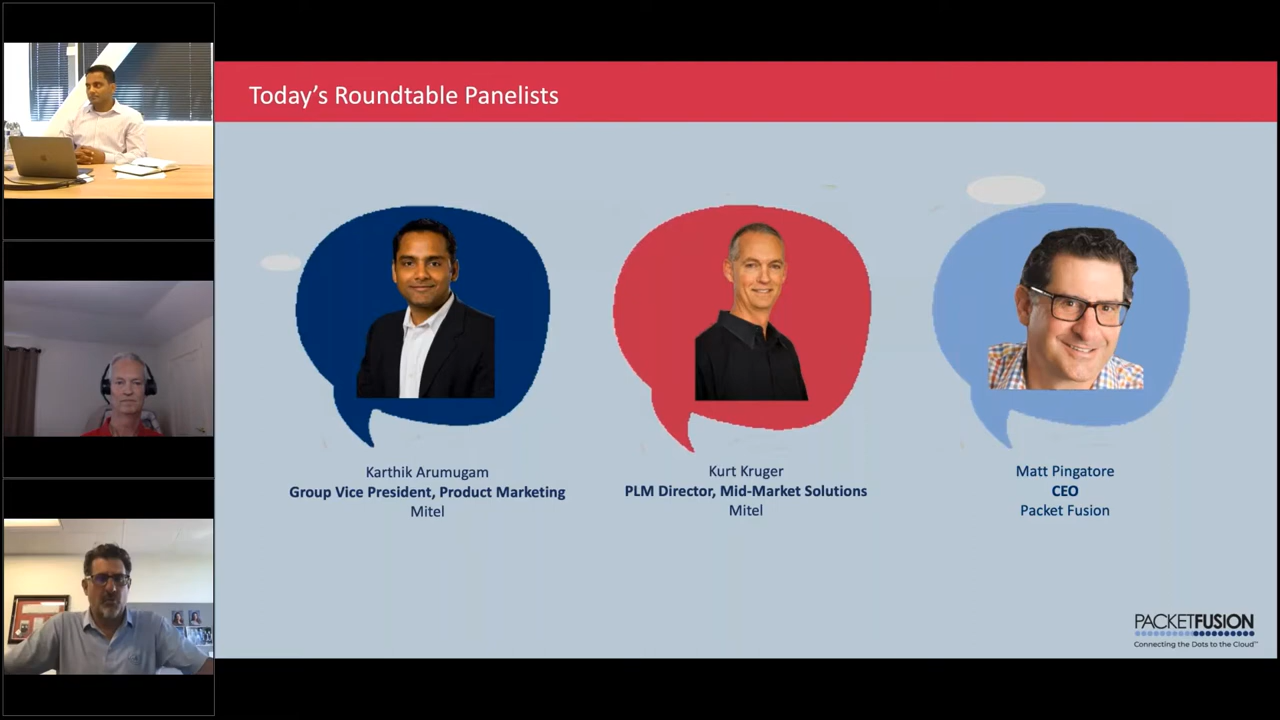 Today's Roundtable Panelists
Karthik Arumugam
Group Vice President, Product Marketing
Mitel
Kurt Kruger
PLM Director, Mid-Market Solutions
Mitel
Matt Pingatore
CEO
Packet Fusion
PACKETFUSION
Connecting the Dots to the Cloud™